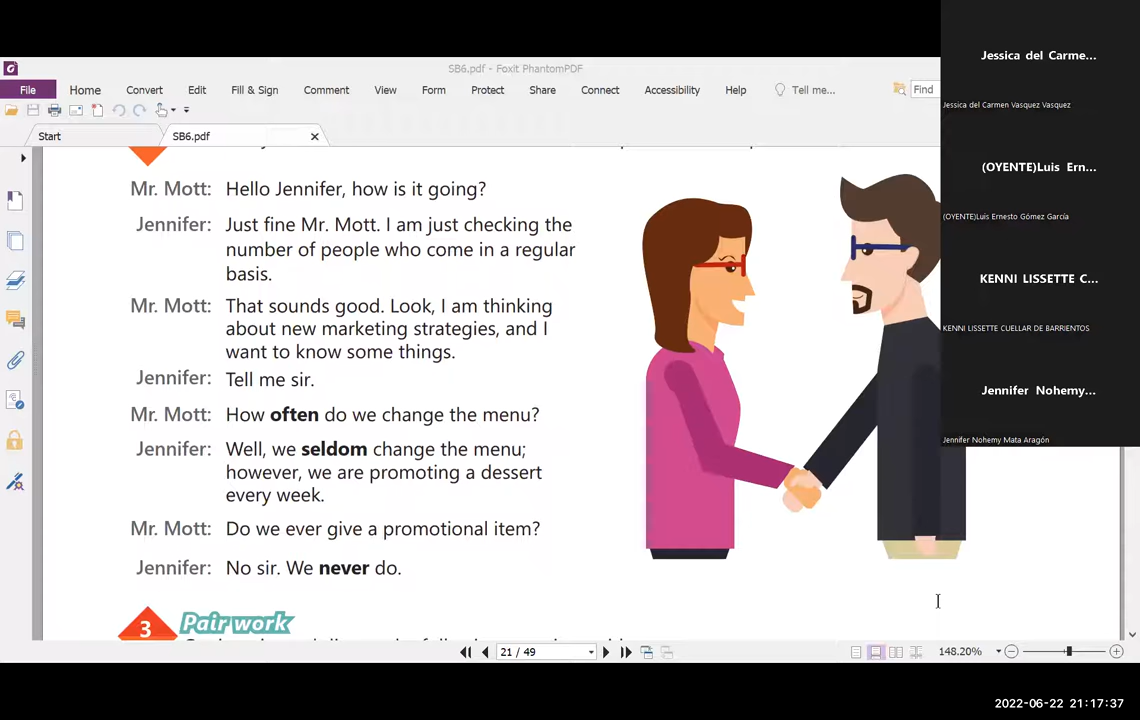 SB6.pdf - Foxit PhantomPDF
File Home Convert Edit Fill & Sign Comment View Form Protect Share Connect Accessibility Help Tell me... Find
Start SB6.pdf
Mr. Mott: Hello Jennifer, how is it going?
Jennifer: Just fine Mr. Mott. I am just checking the
number of people who come in a regular
basis.
Mr. Mott: That sounds good. Look, I am thinking
about new marketing strategies, and I
want to know some things.
Jennifer: Tell me sir.
Mr. Mott: How often do we change the menu?
Jennifer: Well, we seldom change the menu;
however, we are promoting a dessert
every week.
Mr. Mott: Do we ever give a promotional item?
Jennifer: No sir. We never do.
3 Pair work
21 / 49
148.20%
Jessica del Carme...
Jessica del Carmen Vasquez Vasquez
(OYENTE)Luis Ern...
(OYENTE)Luis Ernesto Gómez García
KENNI LISSETTE C...
KENNI LISSETTE CUELLAR DE BARRIENTOS
Jennifer Nohemy...
Jennifer Nohemy Mata Aragón
2022-06-22 21:17:37